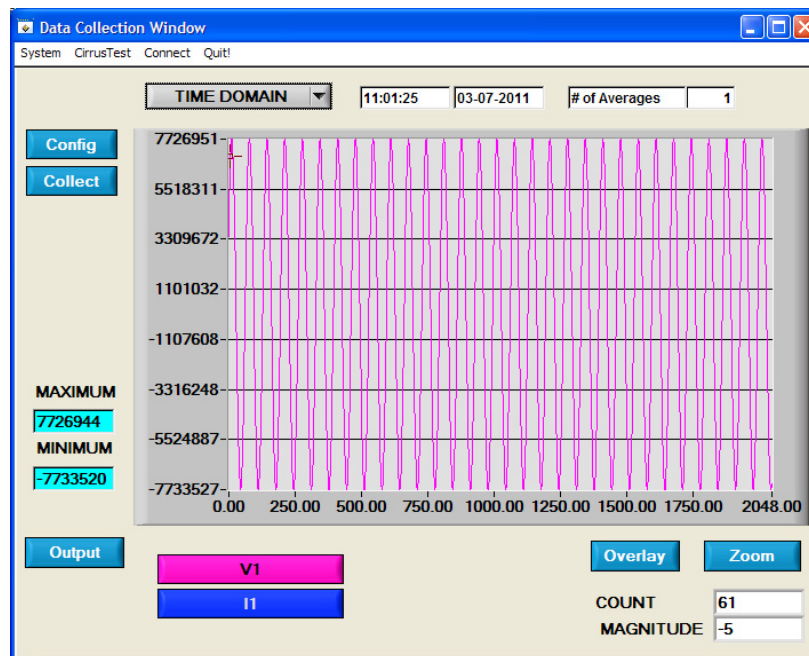 Data Collection Window
System CirrusTest Connect Quit!
TIME DOMAIN 11:01:25 03-07-2011 # of Averages 1
Config
Collect
7726951
5518311
3309672
1101032
-1107608
-3316248
-5524887
-7733527
0.00 250.00 500.00 750.00 1000.00 1250.00 1500.00 1750.00 2048.00
MAXIMUM
7726944
MINIMUM
-7733520
Output
V1
I1
Overlay Zoom
COUNT 61
MAGNITUDE -5